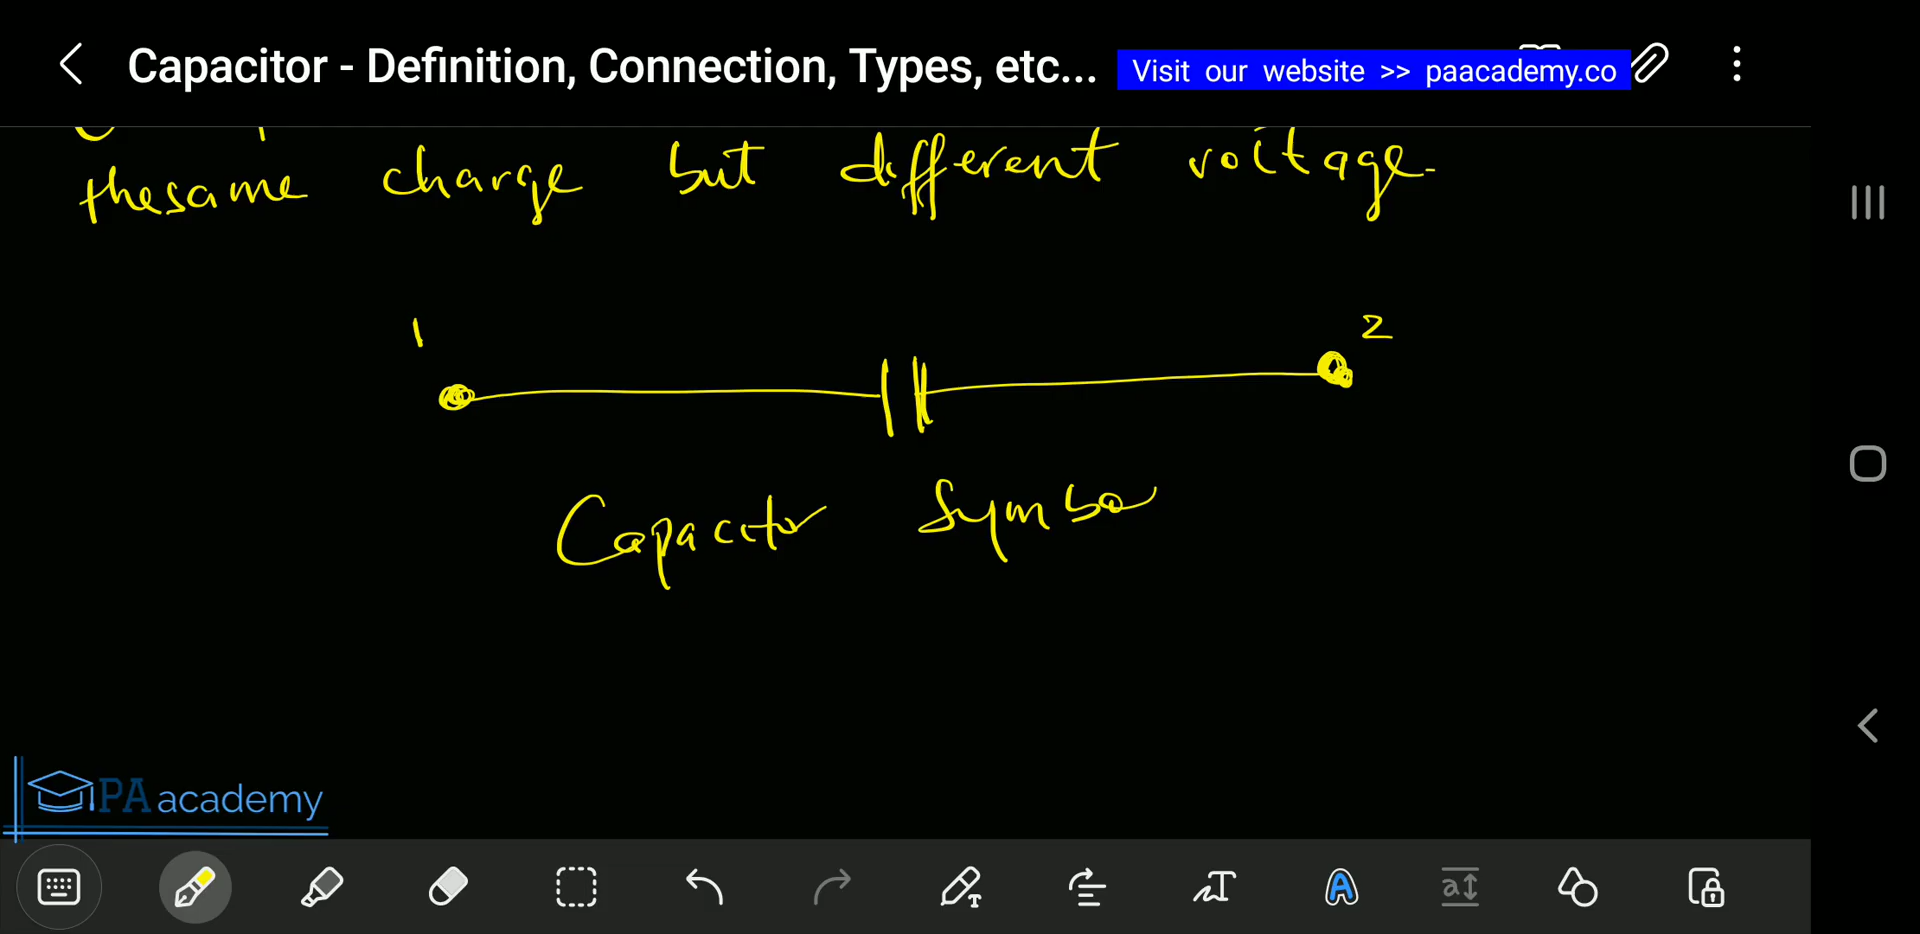 Capacitor - Definition, Connection, Types, etc...
Visit our website >> paacademy.co
thesame charge but different voltage.
1
2
Capacitor Symbo
PA academy